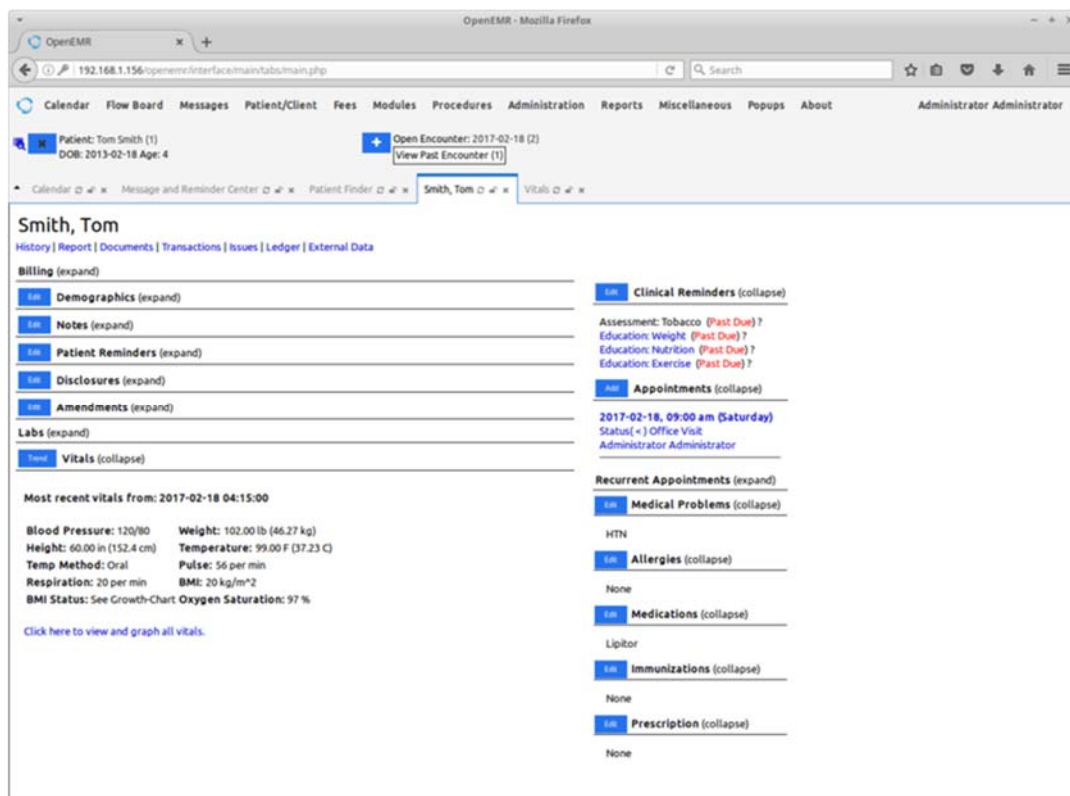 OpenEMR - Mozilla Firefox
OpenEMR
192.168.1.156/openemr/interface/main/tabs/main.php
Search
Calendar Flow Board Messages Patient/Client Fees Modules Procedures Administration Reports Miscellaneous Popups About Administrator Administrator
Patient: Tom Smith (1)
DOB: 2013-02-18 Age: 4
Open Encounter: 2017-02-18 (2)
View Past Encounter (1)
Calendar Message and Reminder Center Patient Finder Smith, Tom Vitals
Smith, Tom
History | Report | Documents | Transactions | Issues | Ledger | External Data
Billing (expand)
Edit Demographics (expand)
Edit Notes (expand)
Edit Patient Reminders (expand)
Edit Disclosures (expand)
Edit Amendments (expand)
Labs (expand)
Trend Vitals (collapse)
Most recent vitals from: 2017-02-18 04:15:00
Blood Pressure: 120/80 Weight: 102.00 lb (46.27 kg)
Height: 60.00 in (152.4 cm) Temperature: 99.00 F (37.23 C)
Temp Method: Oral Pulse: 56 per min
Respiration: 20 per min BMI: 20 kg/m^2
BMI Status: See Growth-Chart Oxygen Saturation: 97 %
Click here to view and graph all vitals.
Edit Clinical Reminders (collapse)
Assessment: Tobacco (Past Due) ?
Education: Weight (Past Due) ?
Education: Nutrition (Past Due) ?
Education: Exercise (Past Due) ?
Add Appointments (collapse)
2017-02-18, 09:00 am (Saturday)
Status( < ) Office Visit
Administrator Administrator
Recurrent Appointments (expand)
Edit Medical Problems (collapse)
HTN
Edit Allergies (collapse)
None
Edit Medications (collapse)
Lipitor
Edit Immunizations (collapse)
None
Edit Prescription (collapse)
None